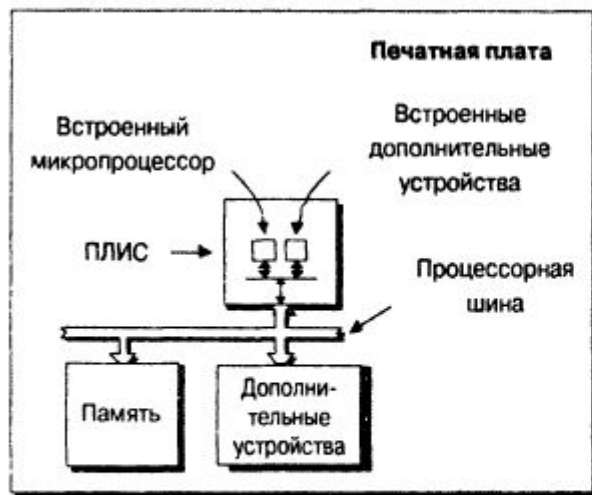 Печатная плата
Встроенный
микропроцессор
Встроенные
дополнительные
устройства
ПЛИС
Процессорная
шина
Память
Дополни-
тельные
устройства